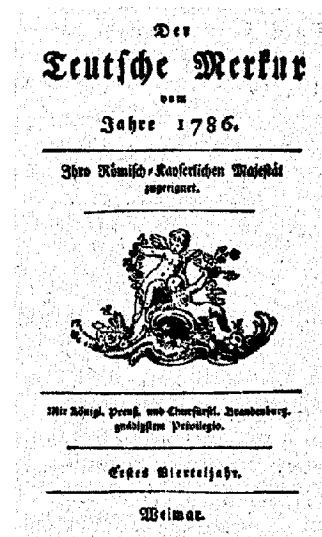 Der
Teutsche Merkur
vom
Jahre 1786.
Ihro Römisch-Kayserlichen Majestät
zugeeignet.
Mit Königl. Preuß. und Churfürstl. Brandenburg.
gnädigstem Privilegio.
Erstes Vierteljahr.
Weimar.